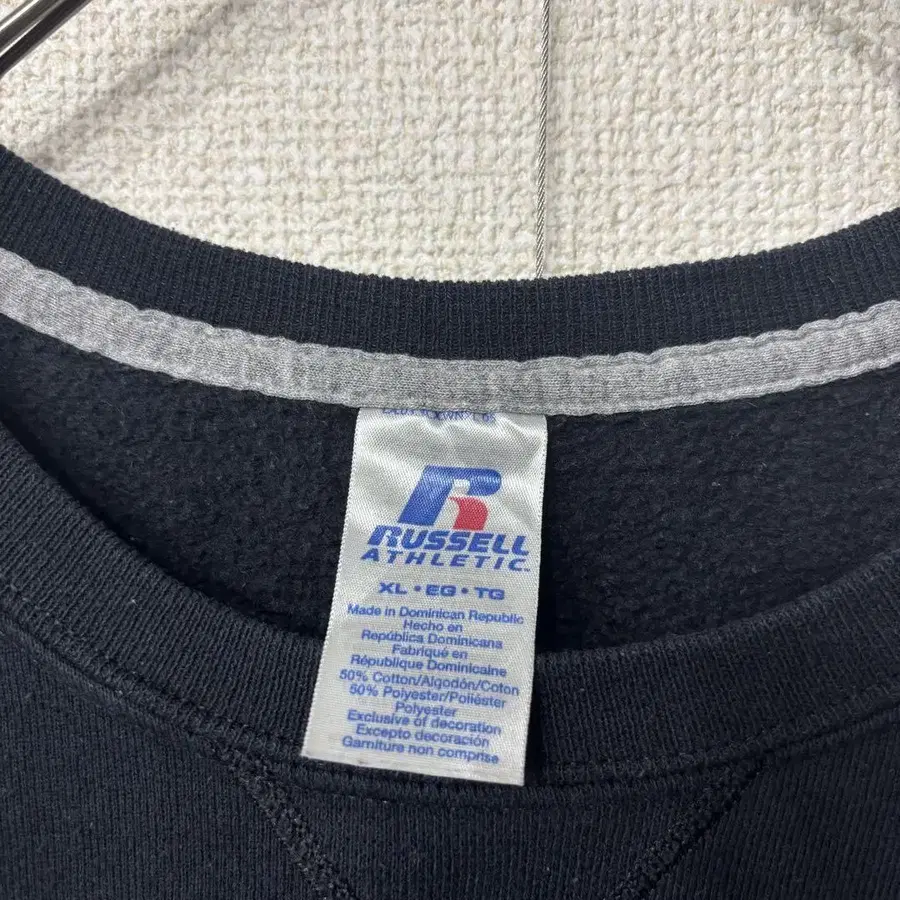 RUSSELL
ATHLETIC
XL • EG • TG
Made in Dominican Republic
Hecho en
República Dominicana
Fabriqué en
République Dominicaine
50% Cotton/Algodón/Coton
50% Polyester/Poliéster
Polyester
Exclusive of decoration
Excepto decoración
Garniture non comprise